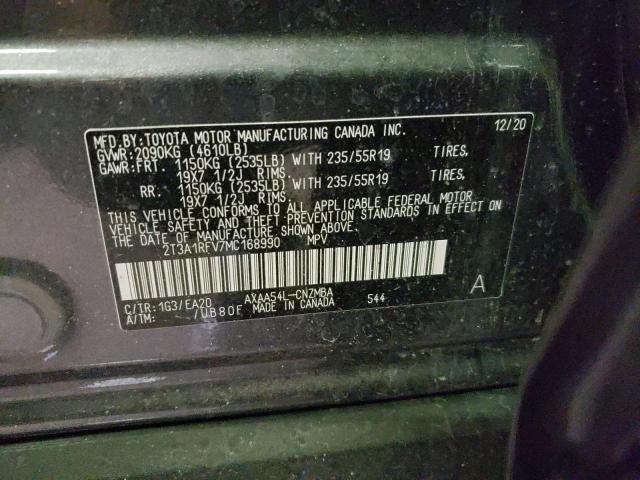 MFD.BY:TOYOTA MOTOR MANUFACTURING CANADA INC. 12/20
GVWR:2090KG (4610LB)
GAWR:FRT 1150KG (2535LB) WITH 235/55R19 TIRES,
19X7 1/2J RIMS.
RR. 1150KG (2535LB) WITH 235/55R19 TIRES,
19X7 1/2J RIMS.
THIS VEHICLE CONFORMS TO ALL APPLICABLE FEDERAL MOTOR
VEHICLE SAFETY AND THEFT PREVENTION STANDARDS IN EFFECT ON
THE DATE OF MANUFACTURE SHOWN ABOVE.
2T3A1RFV7MC168990 MPV
C/TR:1G3/EA20 AXAA54L-CNZMBA 544 A
A/TM: -/UB80F MADE IN CANADA